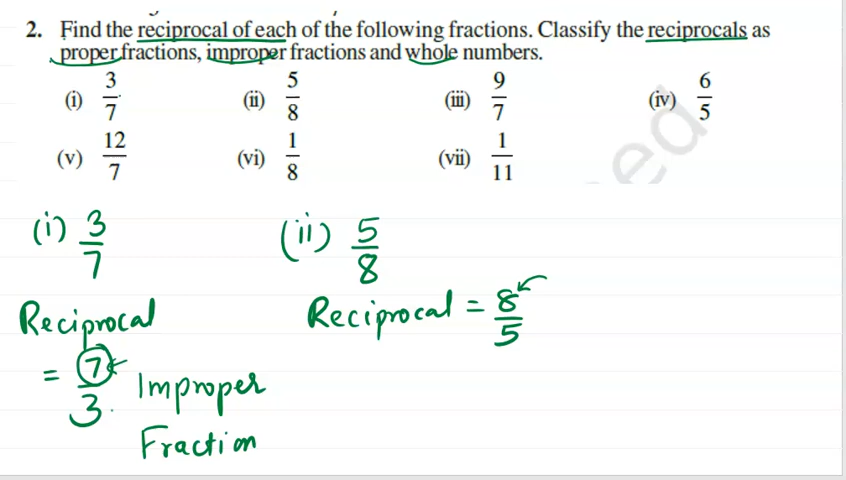 2. Find the reciprocal of each of the following fractions. Classify the reciprocals as
proper fractions, improper fractions and whole numbers.
(i) 3/7 (ii) 5/8 (iii) 9/7 (iv) 6/5
(v) 12/7 (vi) 1/8 (vii) 1/11
(i) 3/7 (ii) 5/8
Reciprocal Reciprocal = 8/5
= 7/3 Improper
Fraction